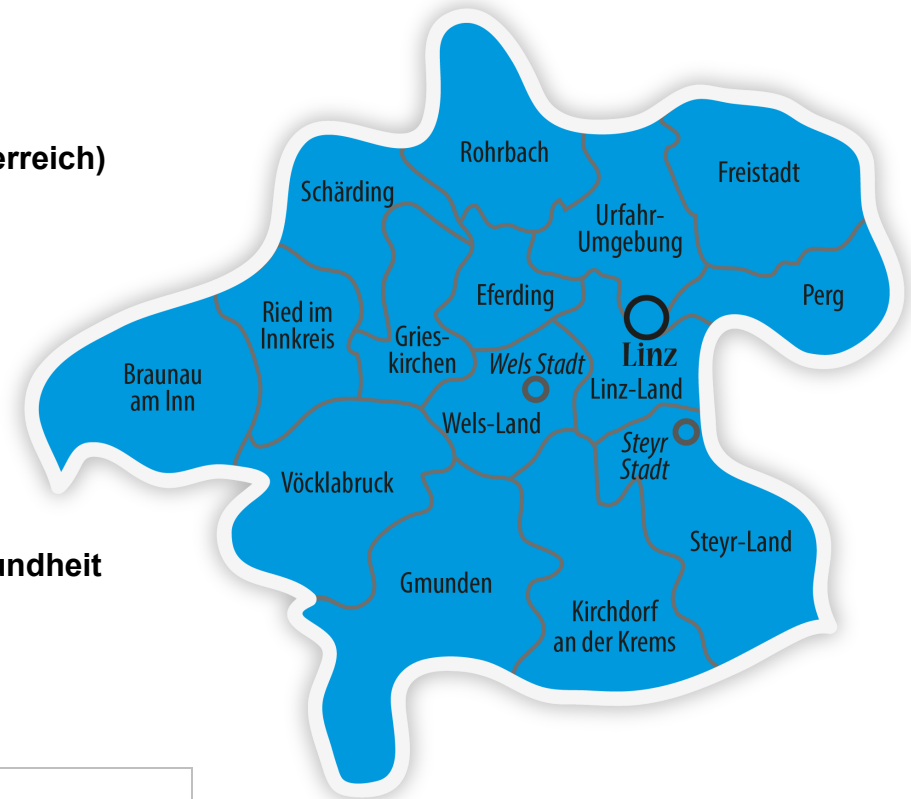 erreich)
Rohrbach
Freistadt
Schärding
Urfahr-
Umgebung
Eferding
Perg
Ried im
Innkreis
Gries-
kirchen
Linz
Wels Stadt
Braunau
am Inn
Linz-Land
Wels-Land
Steyr
Stadt
Vöcklabruck
Steyr-Land
undheit
Gmunden
Kirchdorf
an der Krems